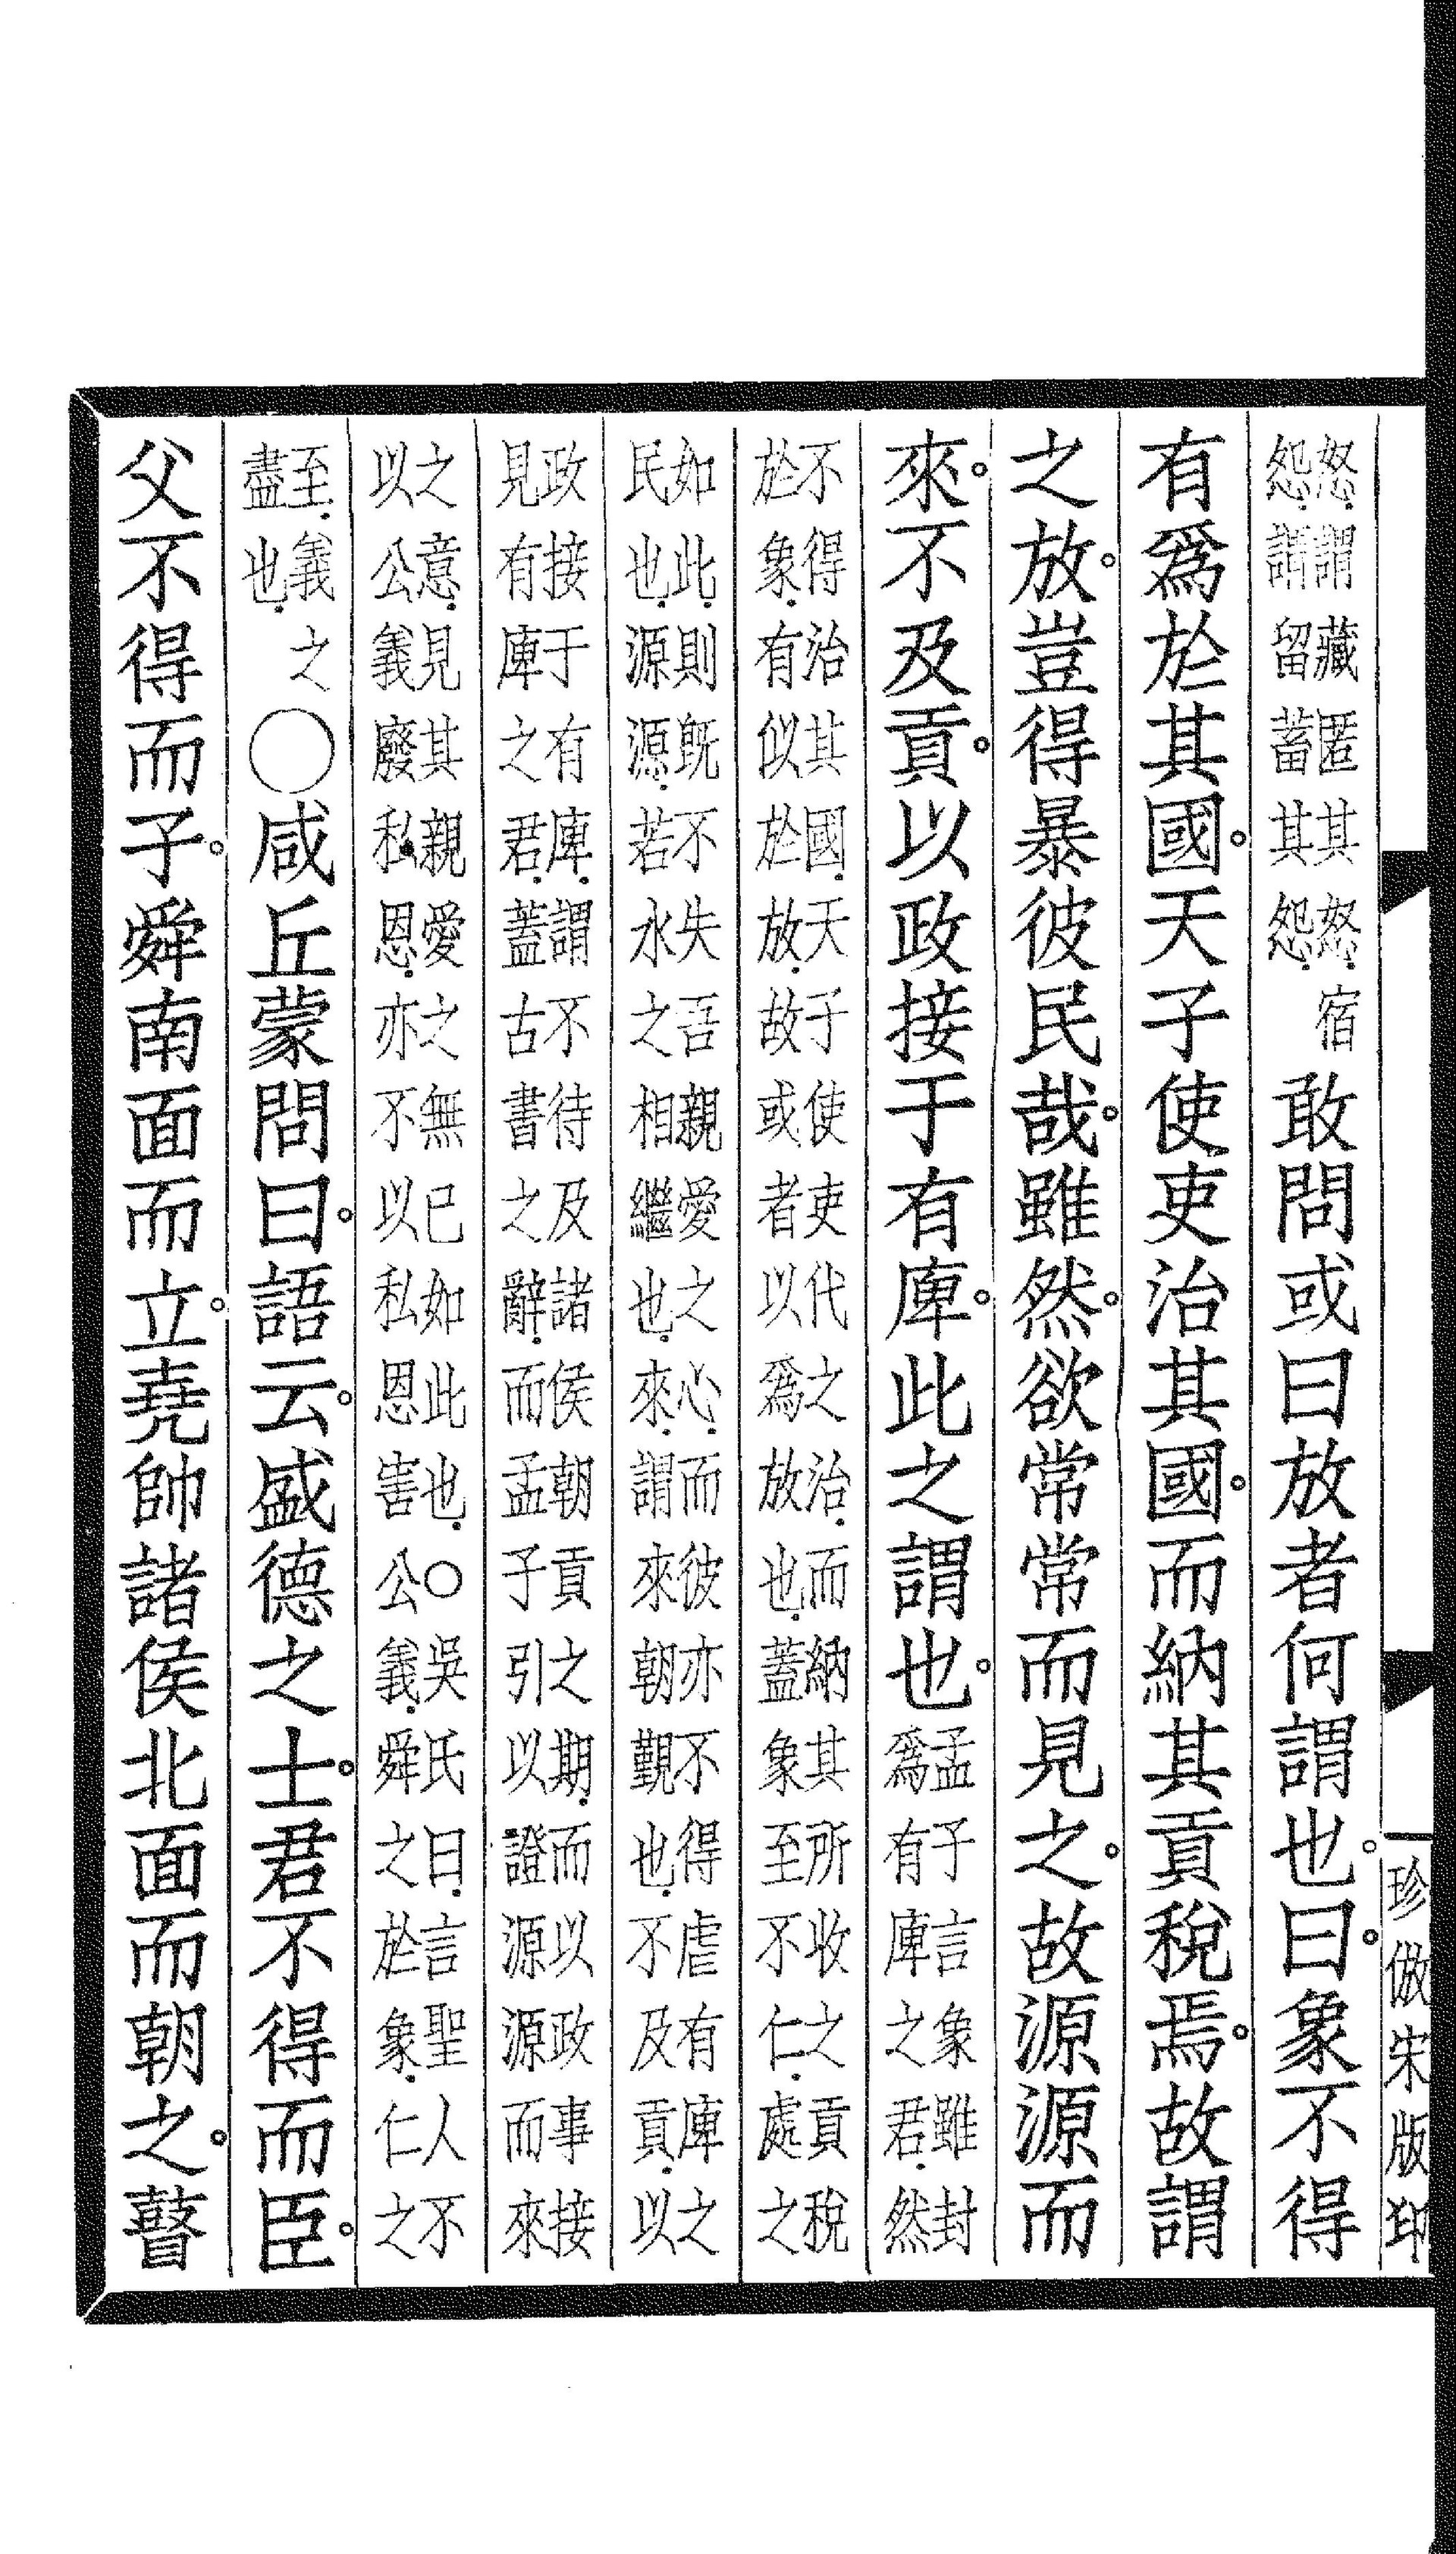 珍倣宋版印
怒。謂藏匿其怒。宿
怨。謂留蓄其怨。
敢問或曰放者何謂也。曰。象不得
有爲於其國。天子使吏治其國。而納其貢稅焉。故謂
之放。豈得暴彼民哉。雖然。欲常常而見之。故源源而
來。不及貢。以政接于有庳。此之謂也。
孟子言象雖封
爲有庳之君。然
不得治其國。天子使吏代之治。而納其所收之貢稅
於象。有似於放。故或者以爲放也。蓋象至不仁。處之
如此。則既不失吾親愛之心。而彼亦不得虐有庳之
民也。源源。若水之相繼也。來。謂來朝覲也。不及貢。以
政接于有庳。謂不待及諸侯朝貢之期。而以政事接
見有庳之君。蓋古書之辭。而孟子引以證源源而來
之意。見其親愛之無已如此也。○吳氏曰。言聖人不
以公義廢私恩。亦不以私恩害公義。舜之於象。仁之
至。義之
盡也。
○咸丘蒙問曰。語云。盛德之士。君不得而臣。
父不得而子。舜南面而立。堯帥諸侯北面而朝之。瞽